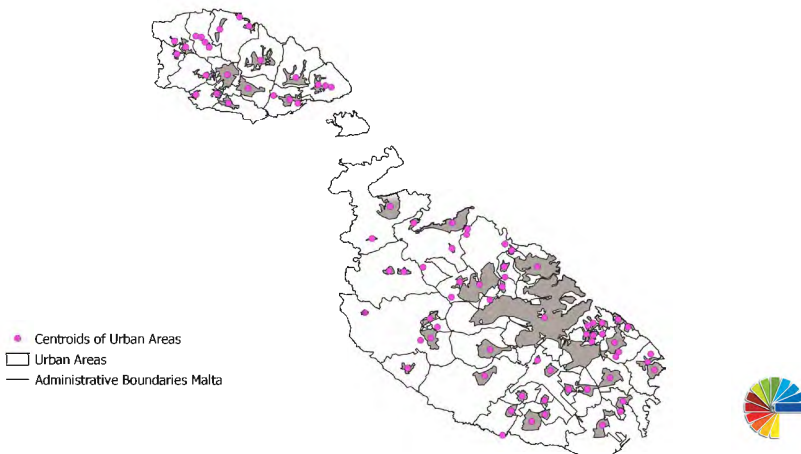 Centroids of Urban Areas
Urban Areas
Administrative Boundaries Malta